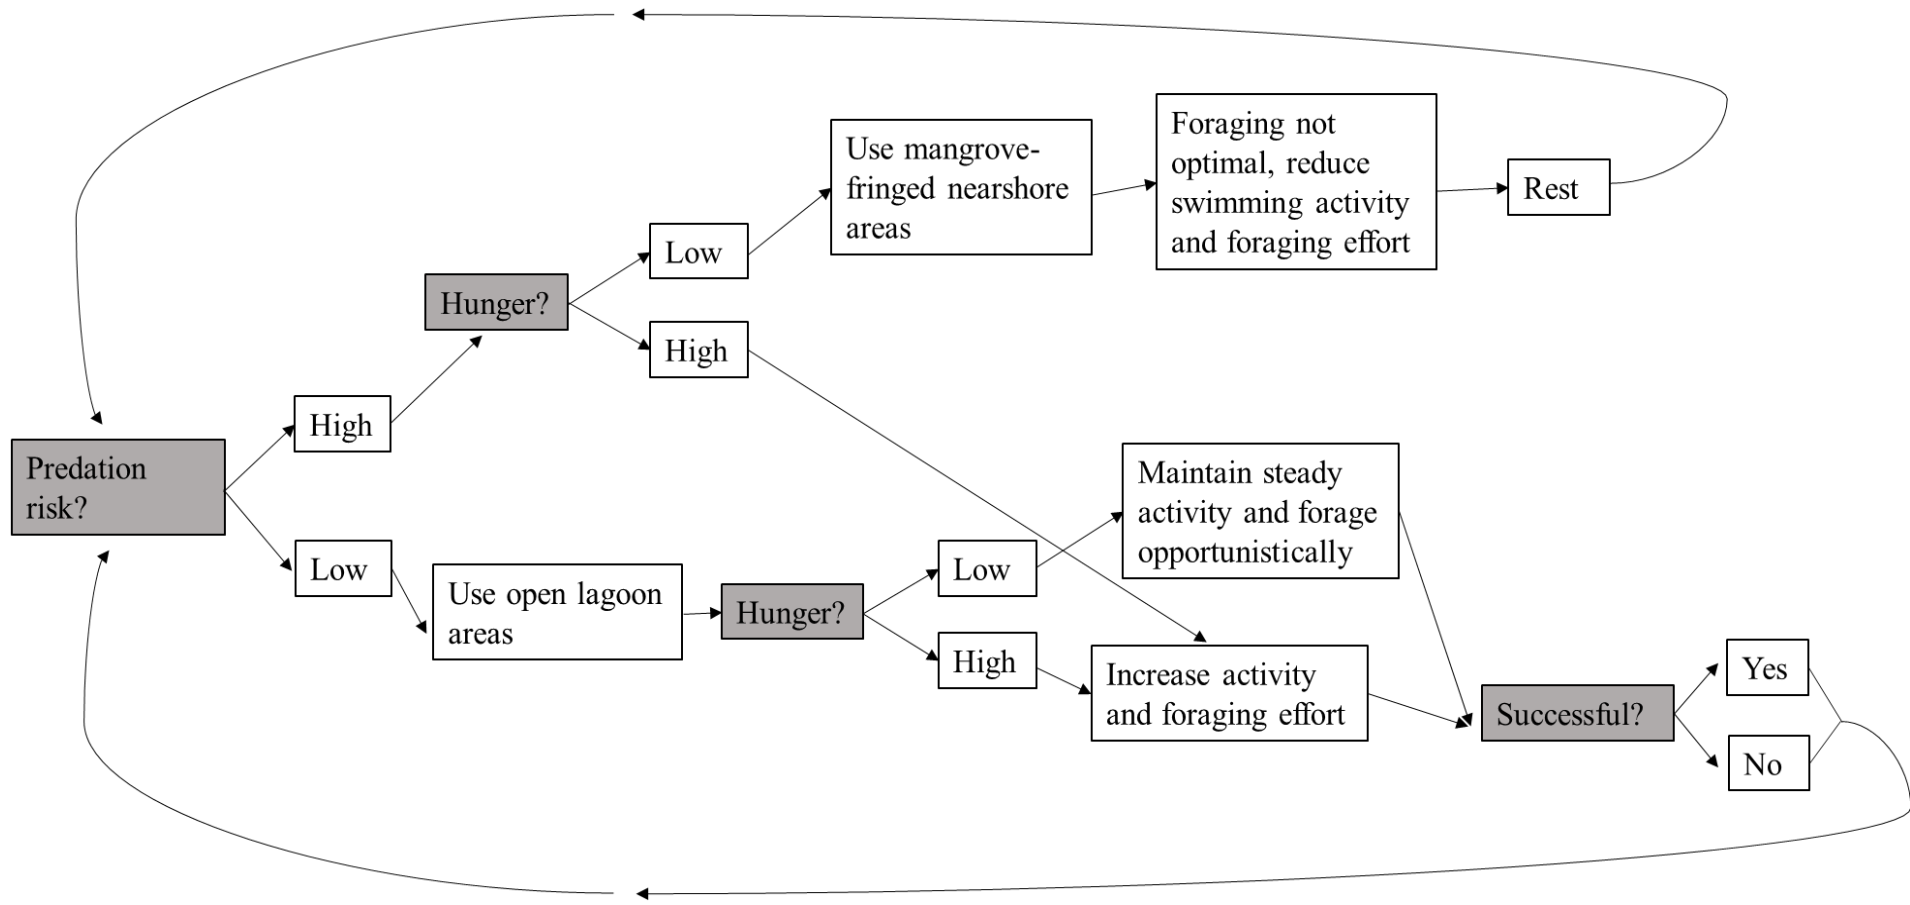 Predation
risk?
High
Hunger?
Low
Use mangrove-
fringed nearshore
areas
Foraging not
optimal, reduce
swimming activity
and foraging effort
Rest
High
Low
Use open lagoon
areas
Hunger?
Low
Maintain steady
activity and forage
opportunistically
High
Increase activity
and foraging effort
Successful?
Yes
No